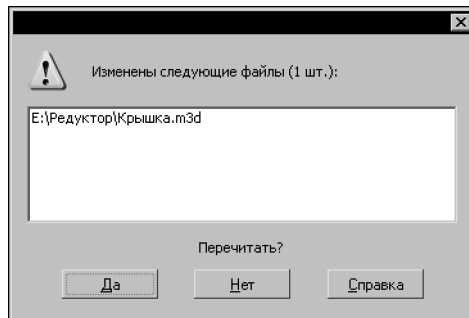 Изменены следующие файлы (1 шт.):
E:\Редуктор\Крышка.m3d
Перечитать?
Да Нет Справка